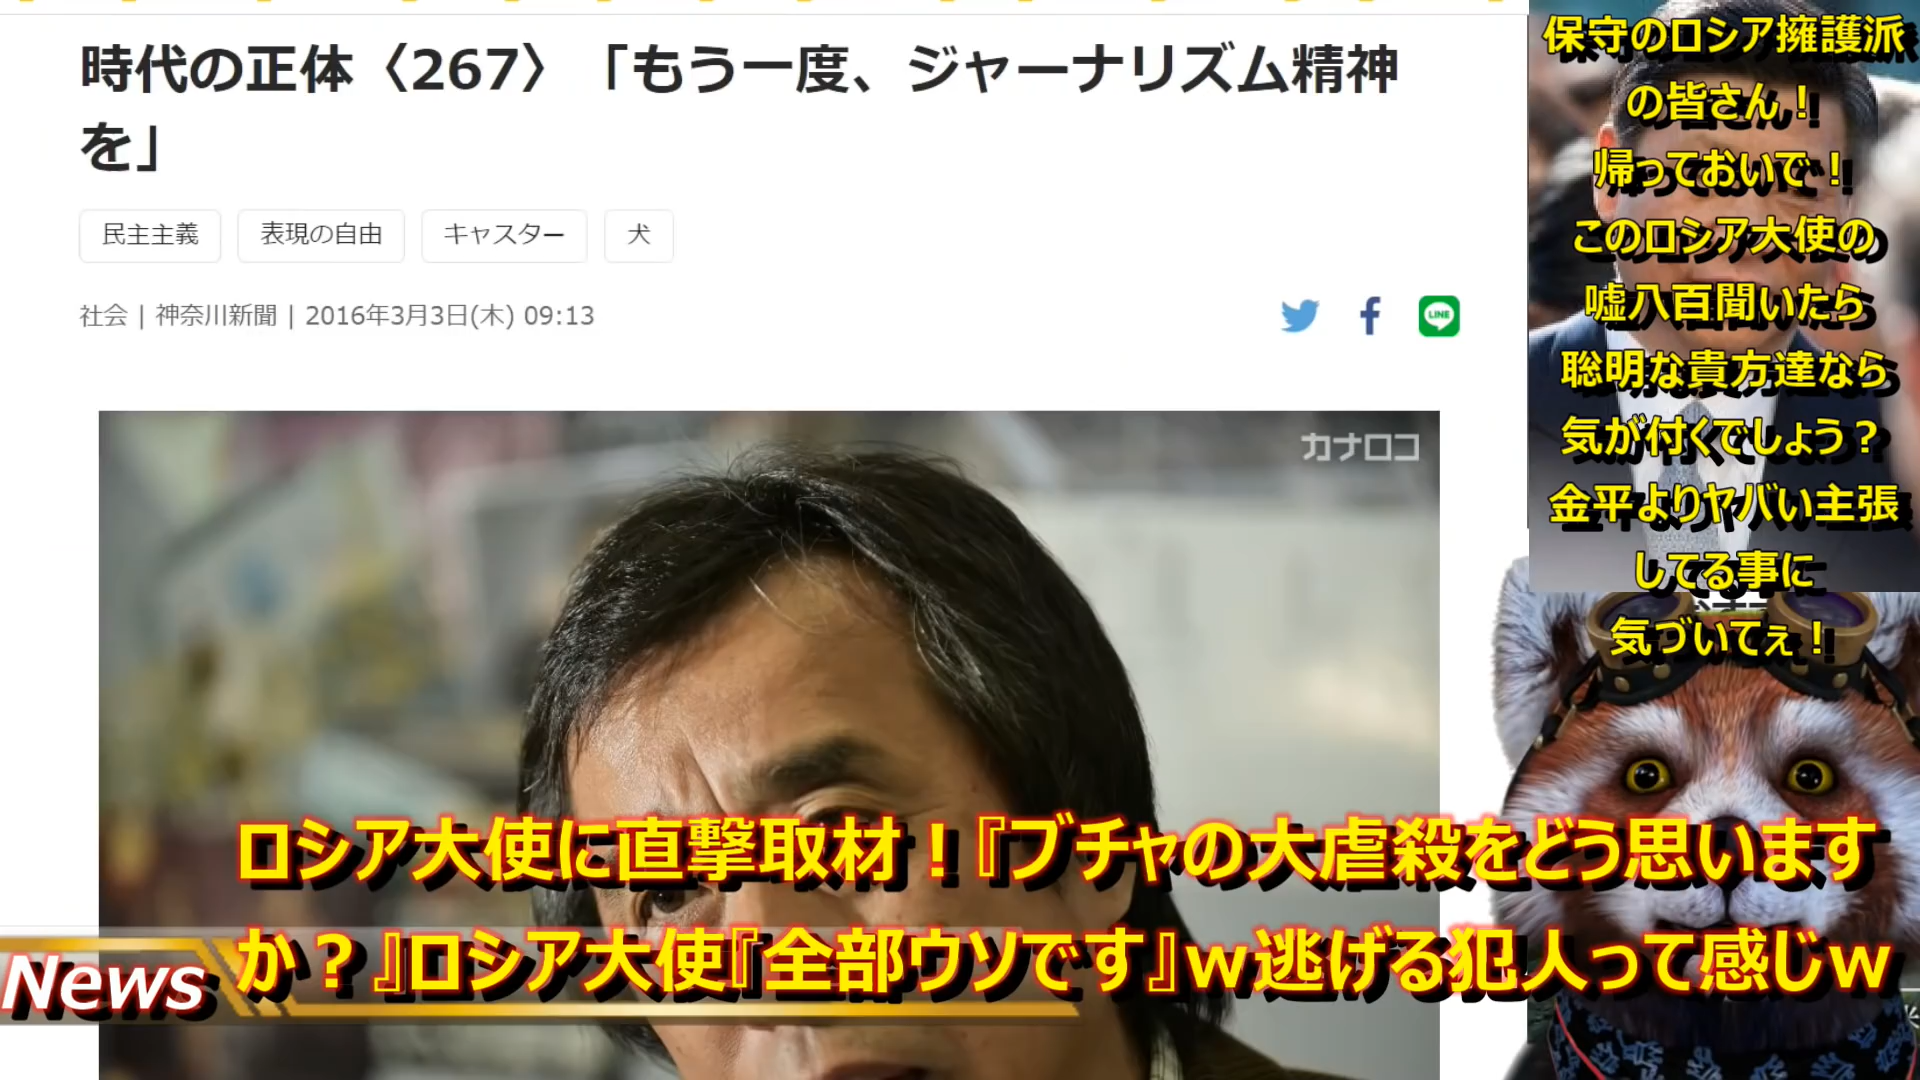 時代の正体〈267〉「もう一度、ジャーナリズム精神
を」
民主主義 表現の自由 キャスター 犬
社会 | 神奈川新聞 | 2016年3月3日(木) 09:13
LINE
カナロコ
保守のロシア擁護派
の皆さん！
帰っておいで！
このロシア大使の
嘘八百聞いたら
聡明な貴方達なら
気が付くでしょう？
金平よりヤバい主張
してる事に
気づいてぇ！
ロシア大使に直撃取材！『ブチャの大虐殺をどう思います
か？』ロシア大使『全部ウソです』ｗ逃げる犯人って感じｗ
News